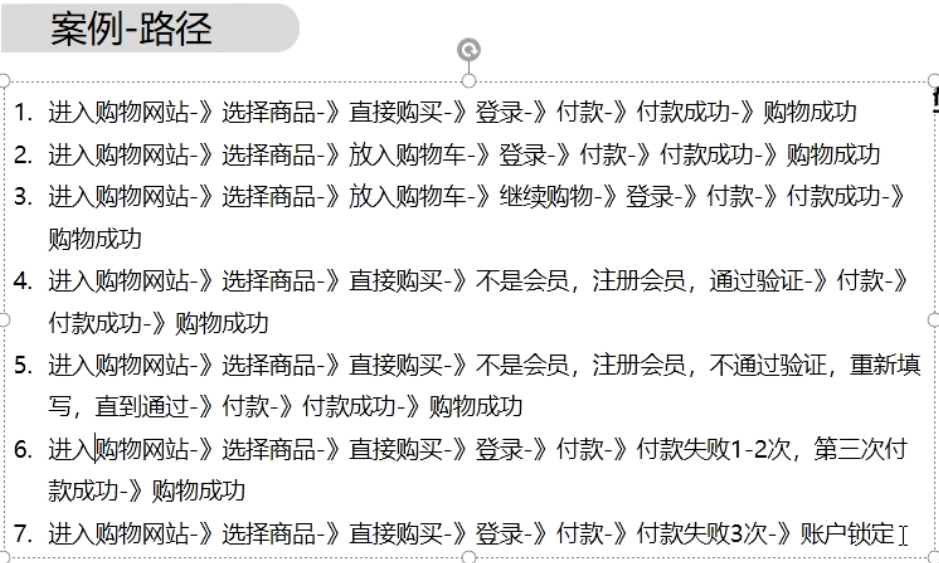 案例-路径
1. 进入购物网站-》选择商品-》直接购买-》登录-》付款-》付款成功-》购物成功
2. 进入购物网站-》选择商品-》放入购物车-》登录-》付款-》付款成功-》购物成功
3. 进入购物网站-》选择商品-》放入购物车-》继续购物-》登录-》付款-》付款成功-》
购物成功
4. 进入购物网站-》选择商品-》直接购买-》不是会员，注册会员，通过验证-》付款-》
付款成功-》购物成功
5. 进入购物网站-》选择商品-》直接购买-》不是会员，注册会员，不通过验证，重新填
写，直到通过-》付款-》付款成功-》购物成功
6. 进入购物网站-》选择商品-》直接购买-》登录-》付款-》付款失败1-2次，第三次付
款成功-》购物成功
7. 进入购物网站-》选择商品-》直接购买-》登录-》付款-》付款失败3次-》账户锁定